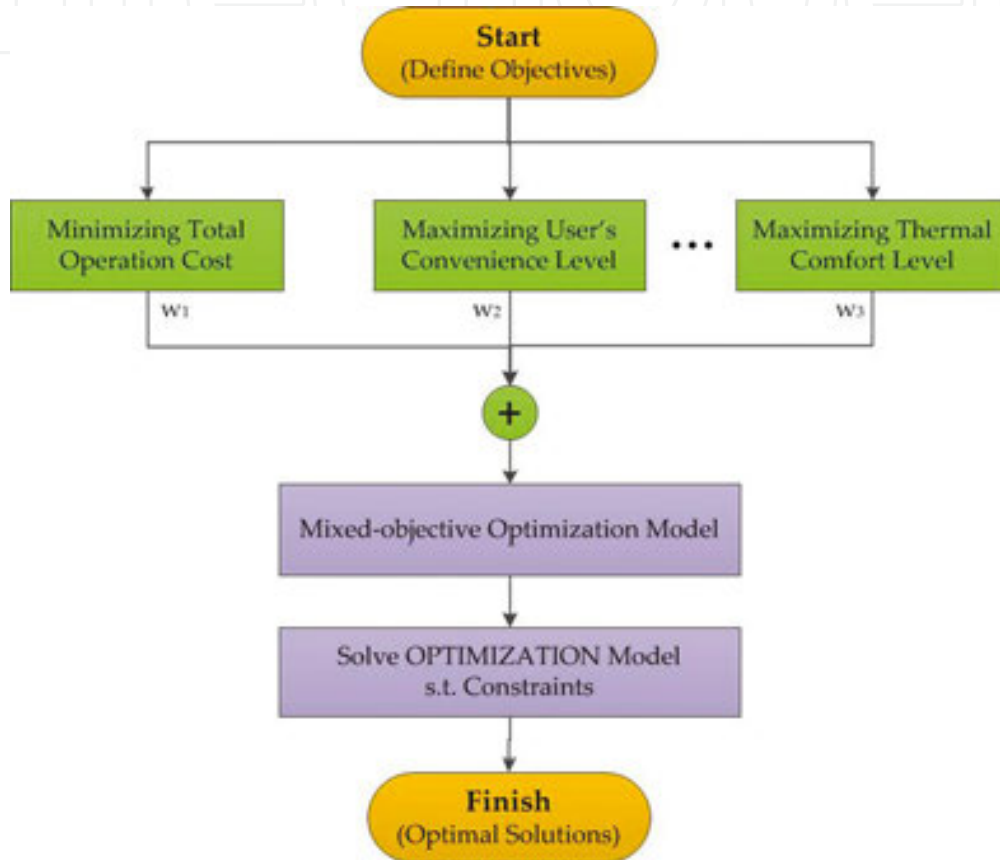 Start
(Define Objectives)
Minimizing Total
Operation Cost
Maximizing User's
Convenience Level
...
Maximizing Thermal
Comfort Level
w1
w2
w3
+
Mixed-objective Optimization Model
Solve OPTIMIZATION Model
s.t. Constraints
Finish
(Optimal Solutions)